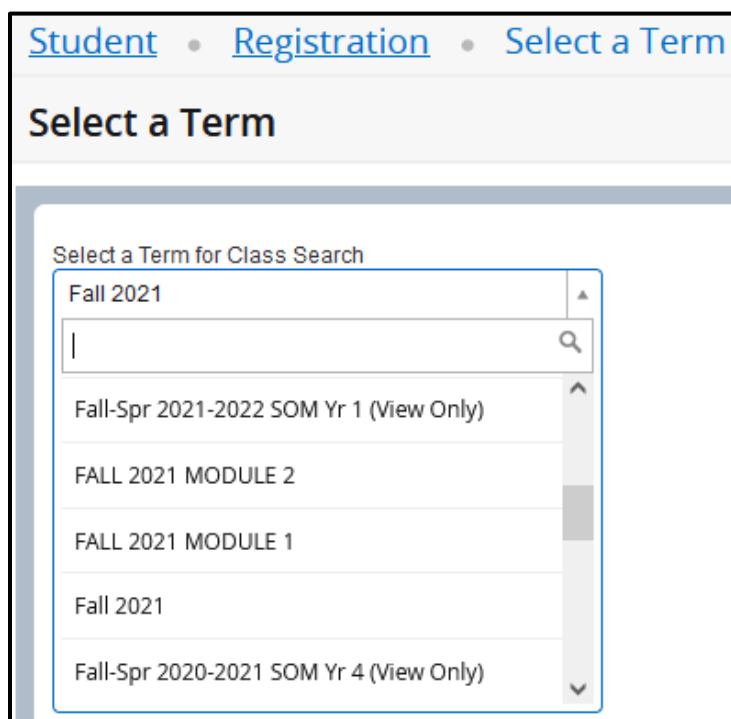 Student • Registration • Select a Term
Select a Term
Select a Term for Class Search
Fall 2021
Fall-Spr 2021-2022 SOM Yr 1 (View Only)
FALL 2021 MODULE 2
FALL 2021 MODULE 1
Fall 2021
Fall-Spr 2020-2021 SOM Yr 4 (View Only)